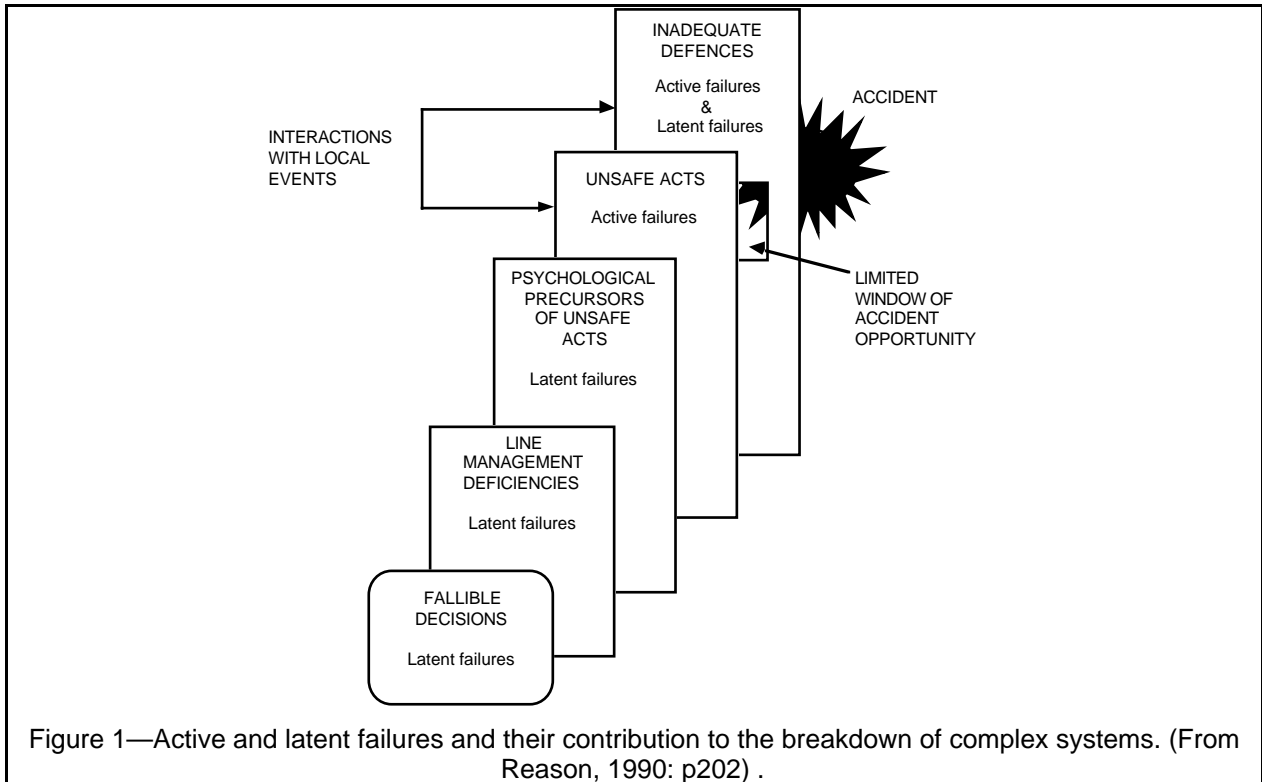 INADEQUATE
DEFENCES
Active failures
&
Latent failures
ACCIDENT
INTERACTIONS
WITH LOCAL
EVENTS
UNSAFE ACTS
Active failures
PSYCHOLOGICAL
PRECURSORS
OF UNSAFE
ACTS
Latent failures
LIMITED
WINDOW OF
ACCIDENT
OPPORTUNITY
LINE
MANAGEMENT
DEFICIENCIES
Latent failures
FALLIBLE
DECISIONS
Latent failures
Figure 1—Active and latent failures and their contribution to the breakdown of complex systems. (From
Reason, 1990: p202) .